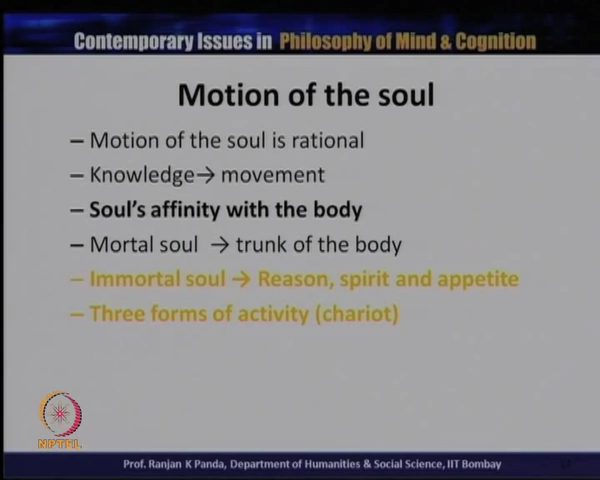 Contemporary Issues in Philosophy of Mind & Cognition
Motion of the soul
– Motion of the soul is rational
– Knowledge→ movement
– Soul's affinity with the body
– Mortal soul → trunk of the body
– Immortal soul → Reason, spirit and appetite
– Three forms of activity (chariot)
NPTEL
Prof. Ranjan K Panda, Department of Humanities & Social Science, IIT Bombay